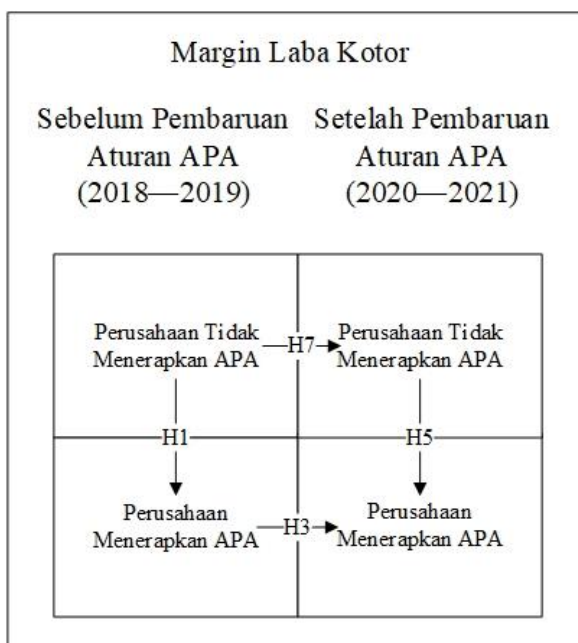 Margin Laba Kotor
Sebelum Pembaruan
Aturan APA
(2018—2019)
Setelah Pembaruan
Aturan APA
(2020—2021)
Perusahaan Tidak
Menerapkan APA
H7
Perusahaan Tidak
Menerapkan APA
H1
H5
Perusahaan
Menerapkan APA
H3
Perusahaan
Menerapkan APA